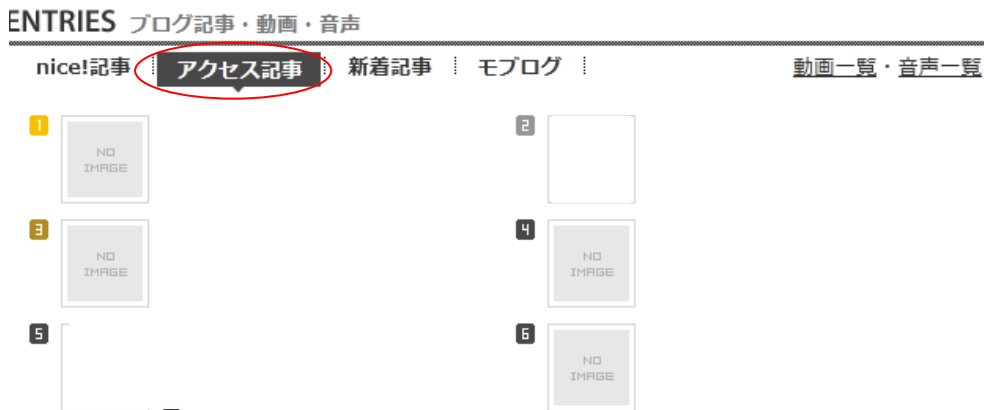 ENTRIES ブログ記事・動画・音声
nice!記事 アクセス記事 新着記事 モブログ 動画一覧・音声一覧
1 NO IMAGE 2
3 NO IMAGE 4 NO IMAGE
5 6 NO IMAGE